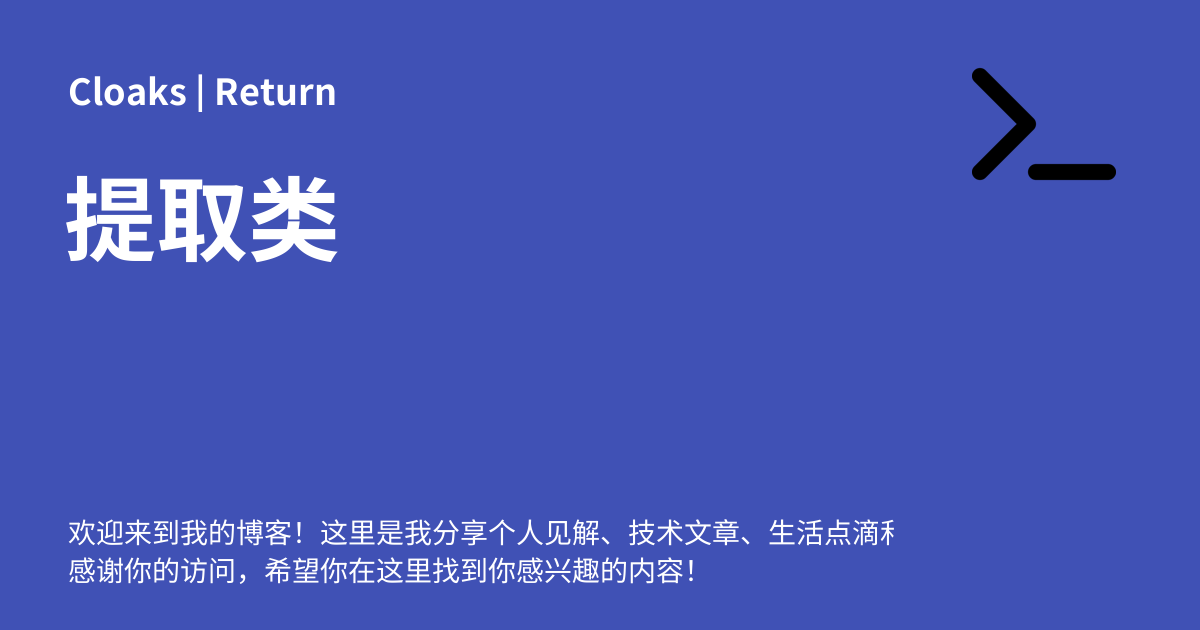 Cloaks | Return
提取类
欢迎来到我的博客！这里是我分享个人见解、技术文章、生活点滴
感谢你的访问，希望你在这里找到你感兴趣的内容！